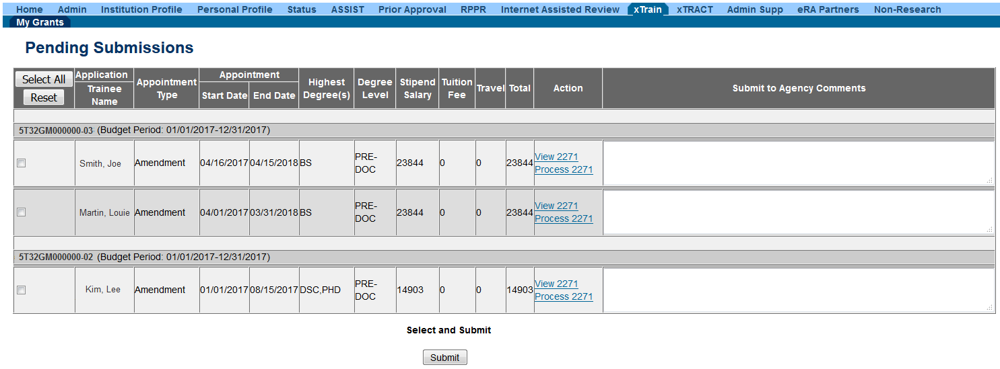 Home Admin Institution Profile Personal Profile Status ASSIST Prior Approval RPPR Internet Assisted Review xTrain xTRACT Admin Supp eRA Partners Non-Research
My Grants
Pending Submissions
Select All
Reset
Application
Trainee
Name
Appointment
Type
Appointment
Start Date End Date
Highest
Degree(s)
Degree
Level
Stipend
Salary
Tuition
Fee
Travel
Total
Action
Submit to Agency Comments
5T32GM000000-03 (Budget Period: 01/01/2017-12/31/2017)
Smith, Joe Amendment 04/16/2017 04/15/2018 BS PRE-
DOC 23844 0 0 23844 View 2271
Process 2271
Martin, Louie Amendment 04/01/2017 03/31/2018 BS PRE-
DOC 23844 0 0 23844 View 2271
Process 2271
5T32GM000000-02 (Budget Period: 01/01/2017-12/31/2017)
Kim, Lee Amendment 01/01/2017 08/15/2017 DSC,PHD PRE-
DOC 14903 0 0 14903 View 2271
Process 2271
Select and Submit
Submit